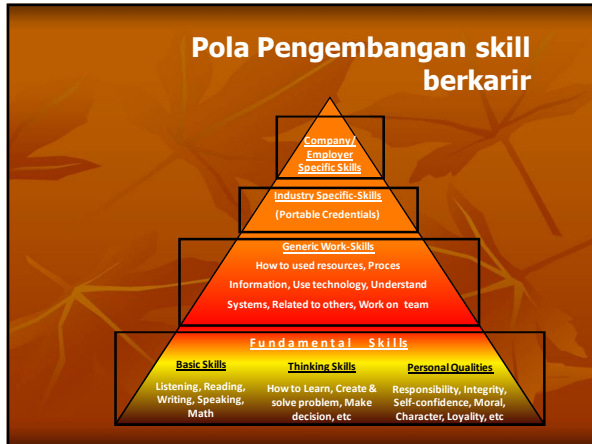 Pola Pengembangan skill
berkarir
Company/
Employer
Specific Skills
Industry Specific-Skills
(Portable Credentials)
Generic Work-Skills
How to used resources, Proces
Information, Use technology, Understand
Systems, Related to others, Work on team
Fundamental Skills
Basic Skills
Listening, Reading,
Writing, Speaking,
Math
Thinking Skills
How to Learn, Create &
solve problem, Make
decision, etc
Personal Qualities
Responsibility, Integrity,
Self-confidence, Moral,
Character, Loyality, etc